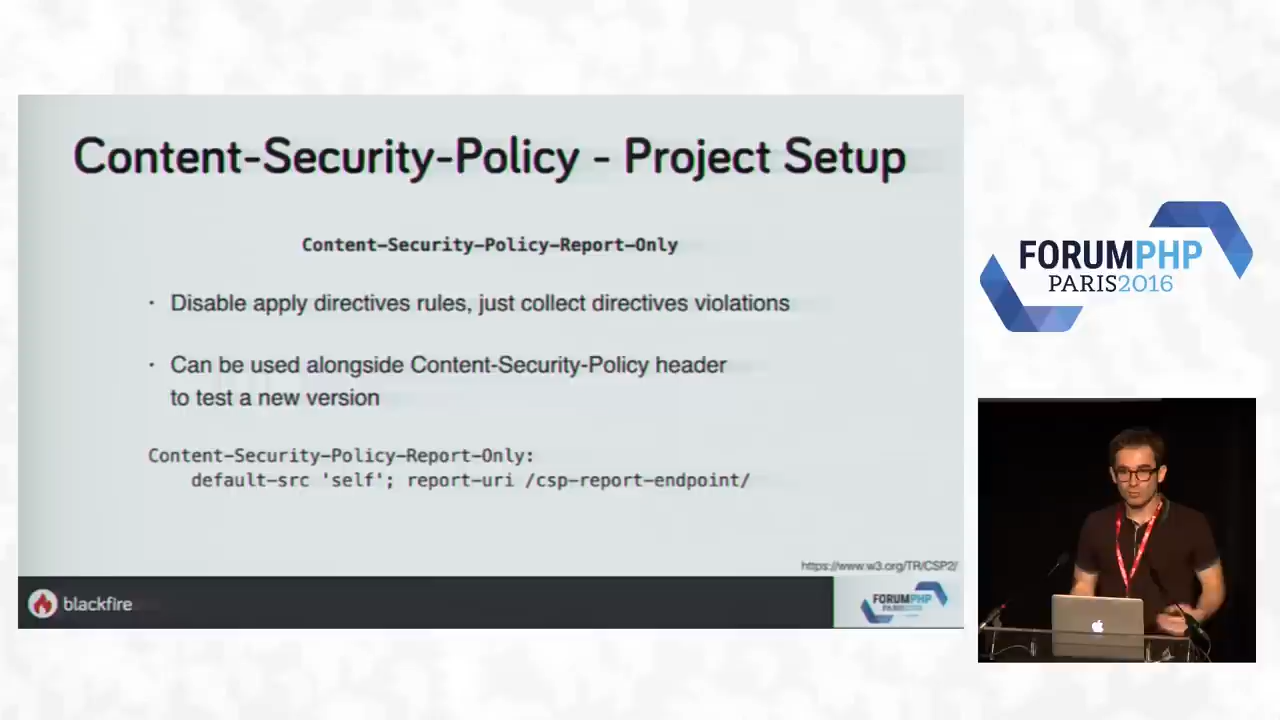 Content-Security-Policy - Project Setup
Content-Security-Policy-Report-Only
· Disable apply directives rules, just collect directives violations
· Can be used alongside Content-Security-Policy header
to test a new version
Content-Security-Policy-Report-Only:
default-src 'self'; report-uri /csp-report-endpoint/
https://www.w3.org/TR/CSP2/
blackfire
FORUMPHP
PARIS2016
FORUMPHP
PARIS2016